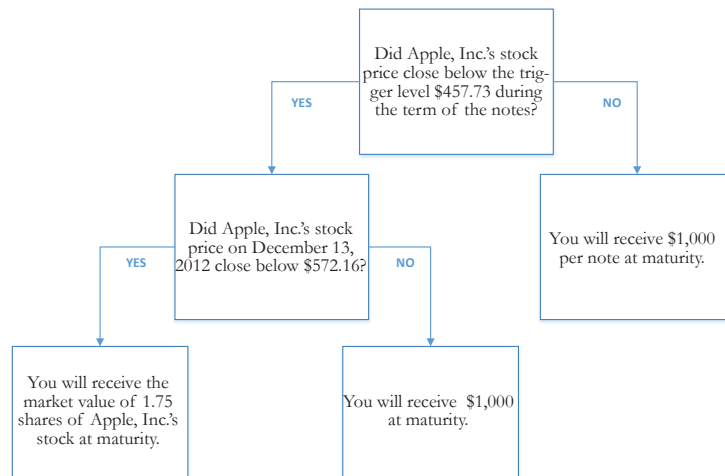 Did Apple, Inc.'s stock
price close below the trig-
ger level $457.73 during
the term of the notes?
YES
NO
Did Apple, Inc.'s stock
price on December 13,
2012 close below $572.16?
You will receive $1,000
per note at maturity.
YES
NO
You will receive the
market value of 1.75
shares of Apple, Inc.'s
stock at maturity.
You will receive $1,000
at maturity.